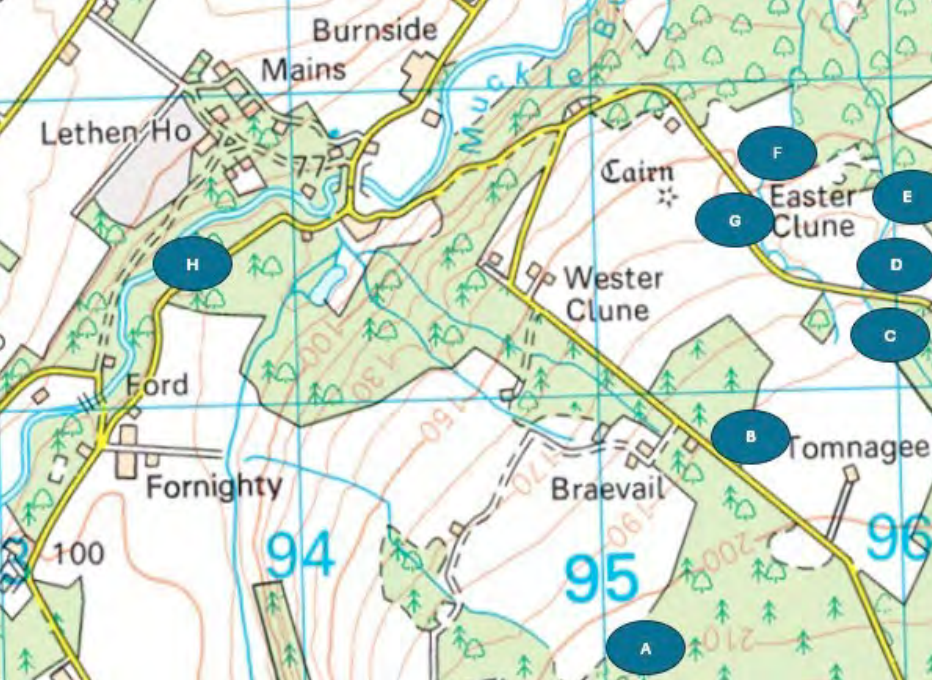 Burnside
Mains
Muckle B
Lethen Ho
77
Cairn
F
Easter
Clune
E
G
H
D
Wester
Clune
C
100
130
Ford
150
B
Tomnagee
Fornighty
170
Braevail
190
100
94
95
200
96
210
A